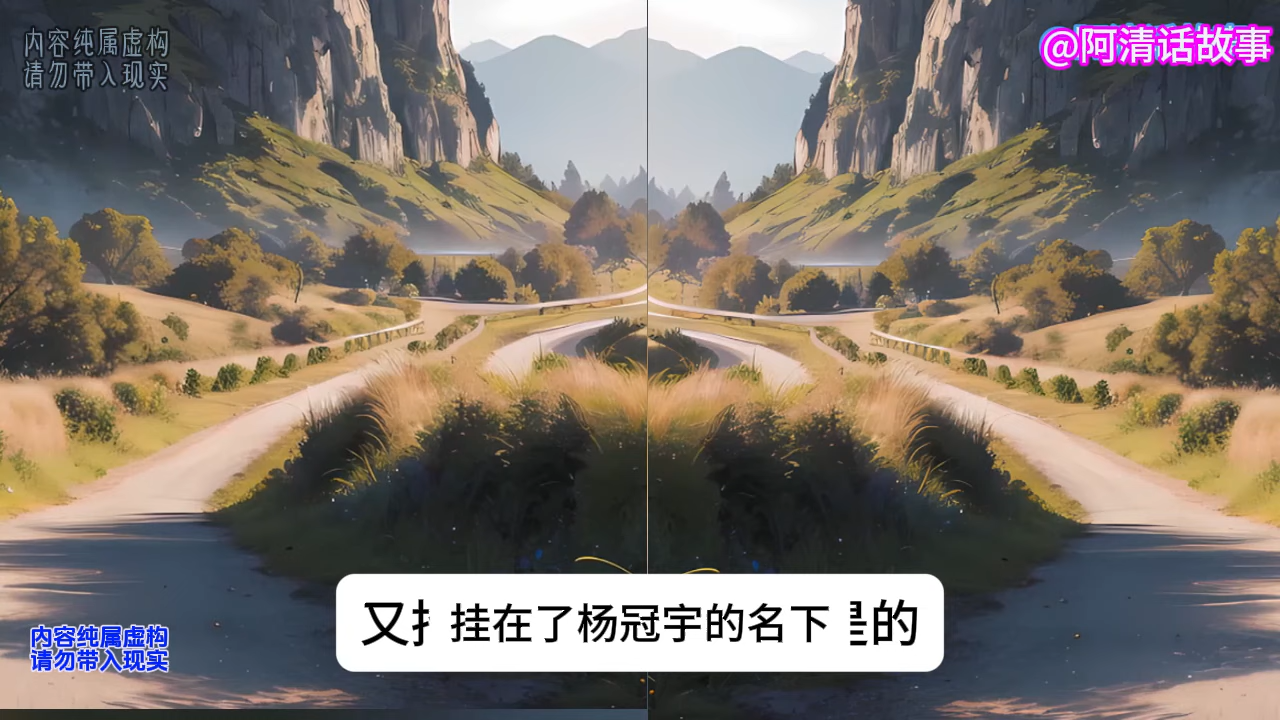 内容纯属虚构
请勿带入现实
@阿清话故事
又 挂在了杨冠宇的名下 的
内容纯属虚构
请勿带入现实